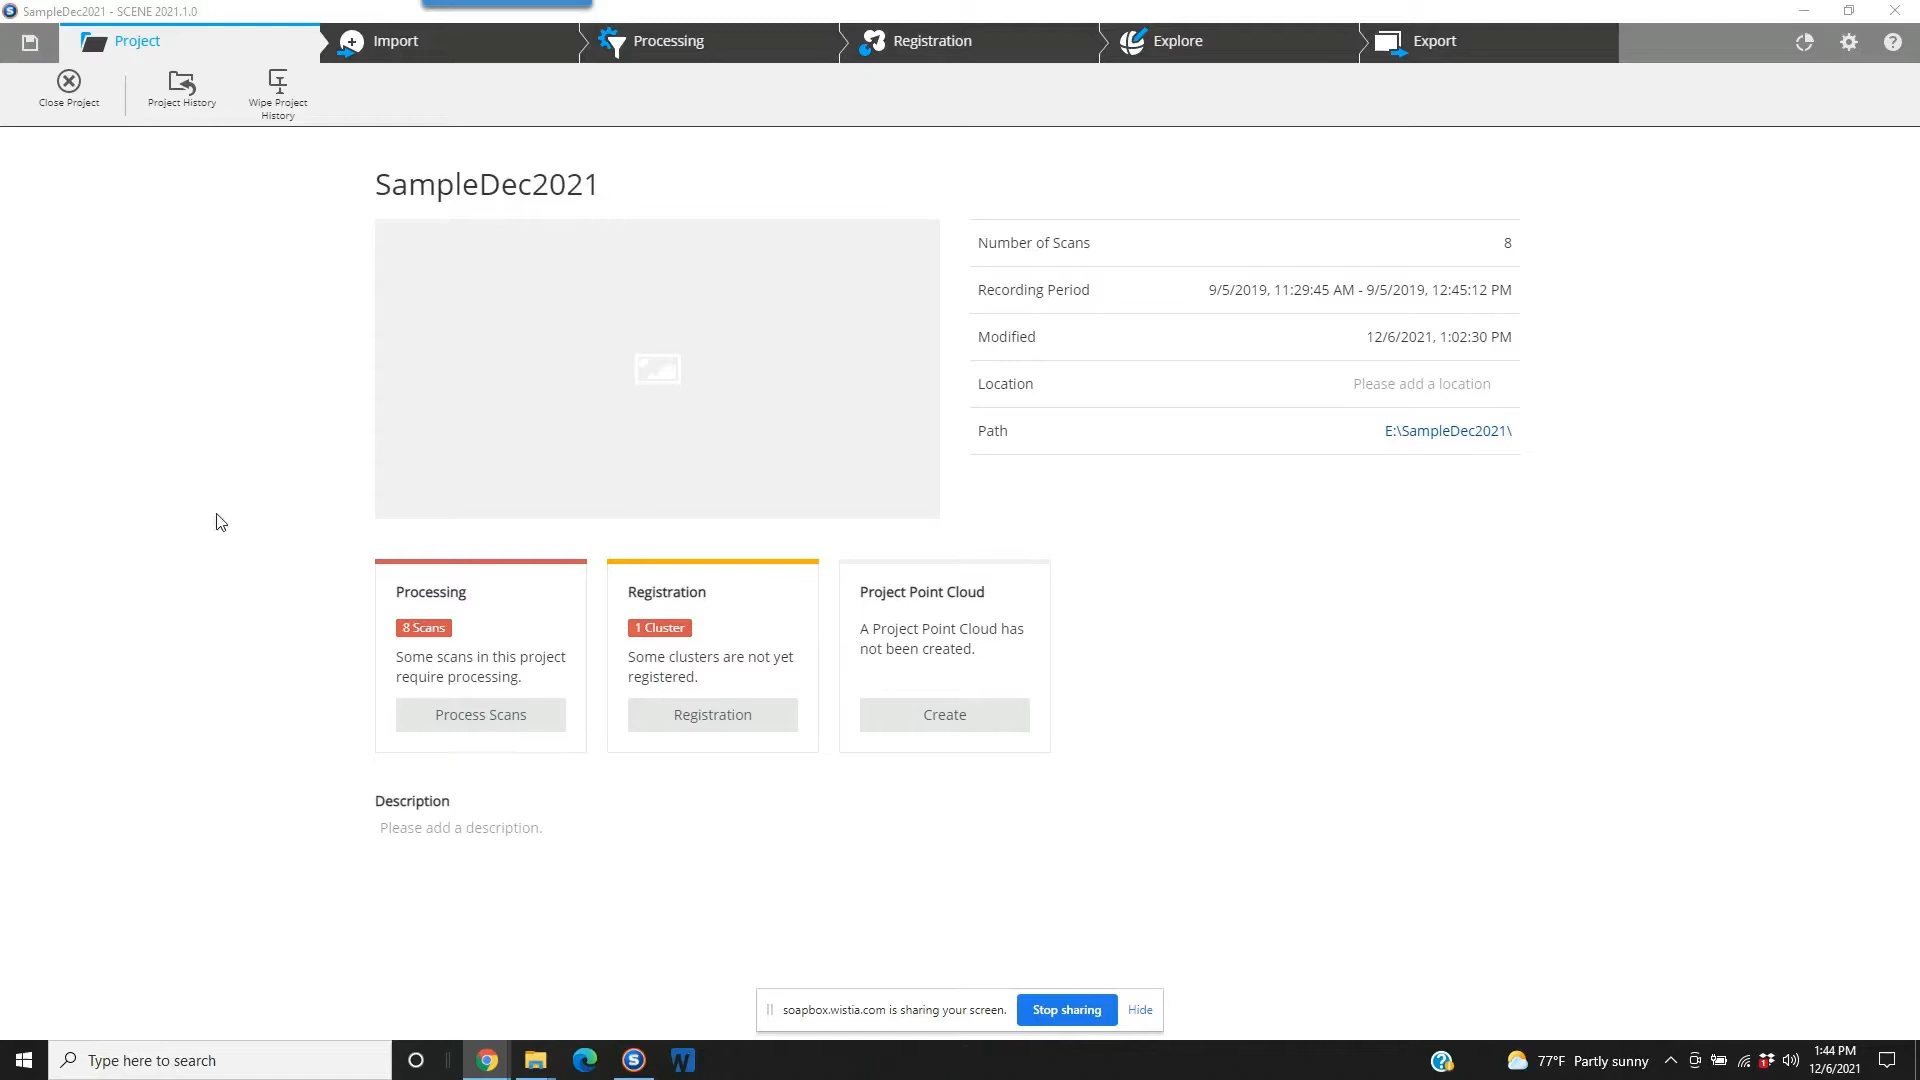 SampleDec2021 - SCENE 2021.1.0
Project
Import
Processing
Registration
Explore
Export
Close Project
Project History
Wipe Project
History
SampleDec2021
Number of Scans 8
Recording Period 9/5/2019, 11:29:45 AM - 9/5/2019, 12:45:12 PM
Modified 12/6/2021, 1:02:30 PM
Location Please add a location
Path E:\SampleDec2021\
Processing
8 Scans
Some scans in this project
require processing.
Process Scans
Registration
1 Cluster
Some clusters are not yet
registered.
Registration
Project Point Cloud
A Project Point Cloud has
not been created.
Create
Description
Please add a description.
soapbox.wistia.com is sharing your screen.
Stop sharing
Hide
Type here to search
77°F Partly sunny
1:44 PM
12/6/2021